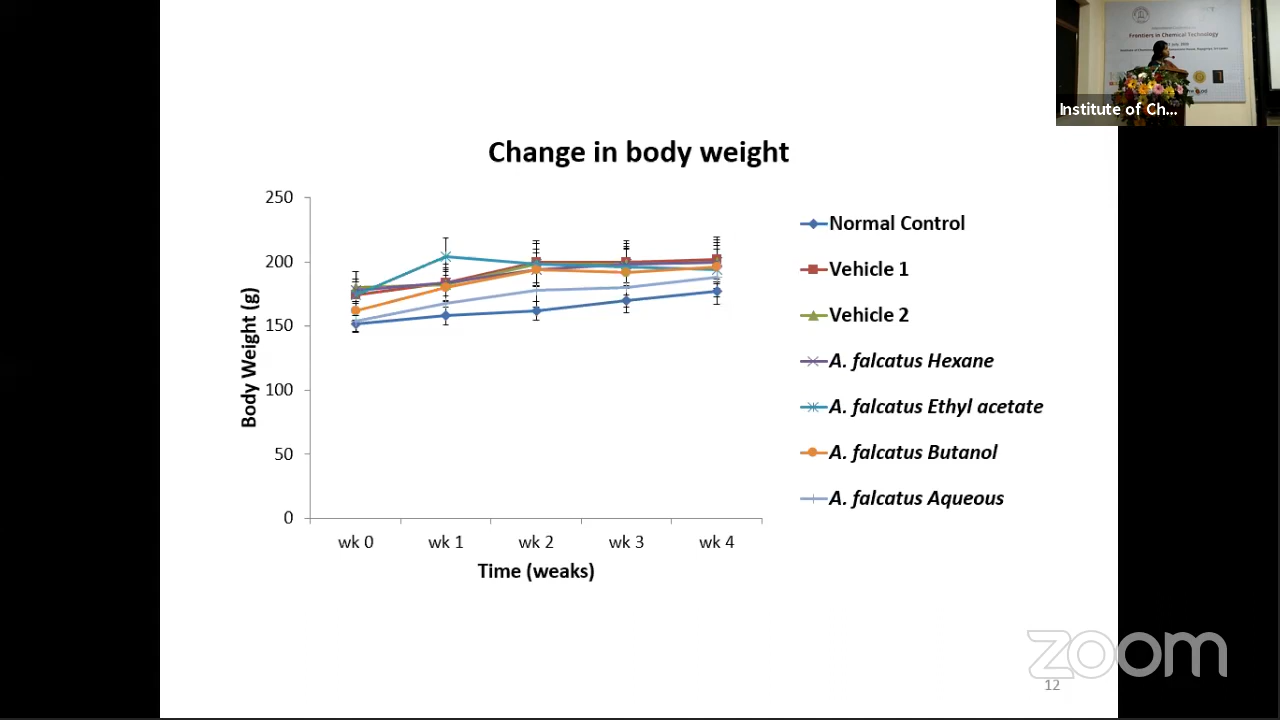 Frontiers in Chemical Technology
Institute of Ch...
Change in body weight
250
200
150
100
50
0
Body Weight (g)
wk 0
wk 1
wk 2
wk 3
wk 4
Time (weaks)
Normal Control
Vehicle 1
Vehicle 2
A. falcatus Hexane
A. falcatus Ethyl acetate
A. falcatus Butanol
A. falcatus Aqueous
zoom
12